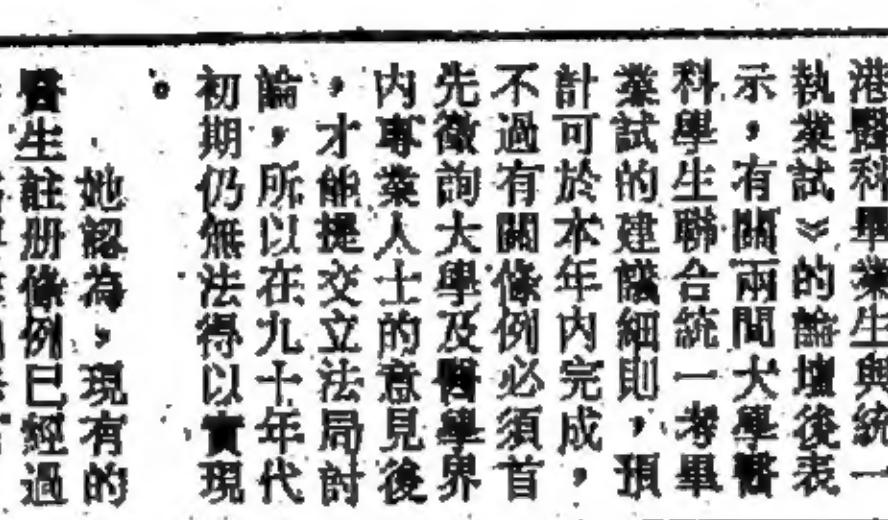 港醫科畢業生與統一
執業試》的論壇後表
示，有關兩間大學醫
科學生聯合統一考畢
業試的建議細則，預
計可於本年內完成，
不過有關條例必須首
先徵詢大學及醫學界
內專業人士的意見後
，才能提交立法局討
論，所以在九十年代
初期仍無法得以實現
。
她認為，現有的
醫生註册條例已經過